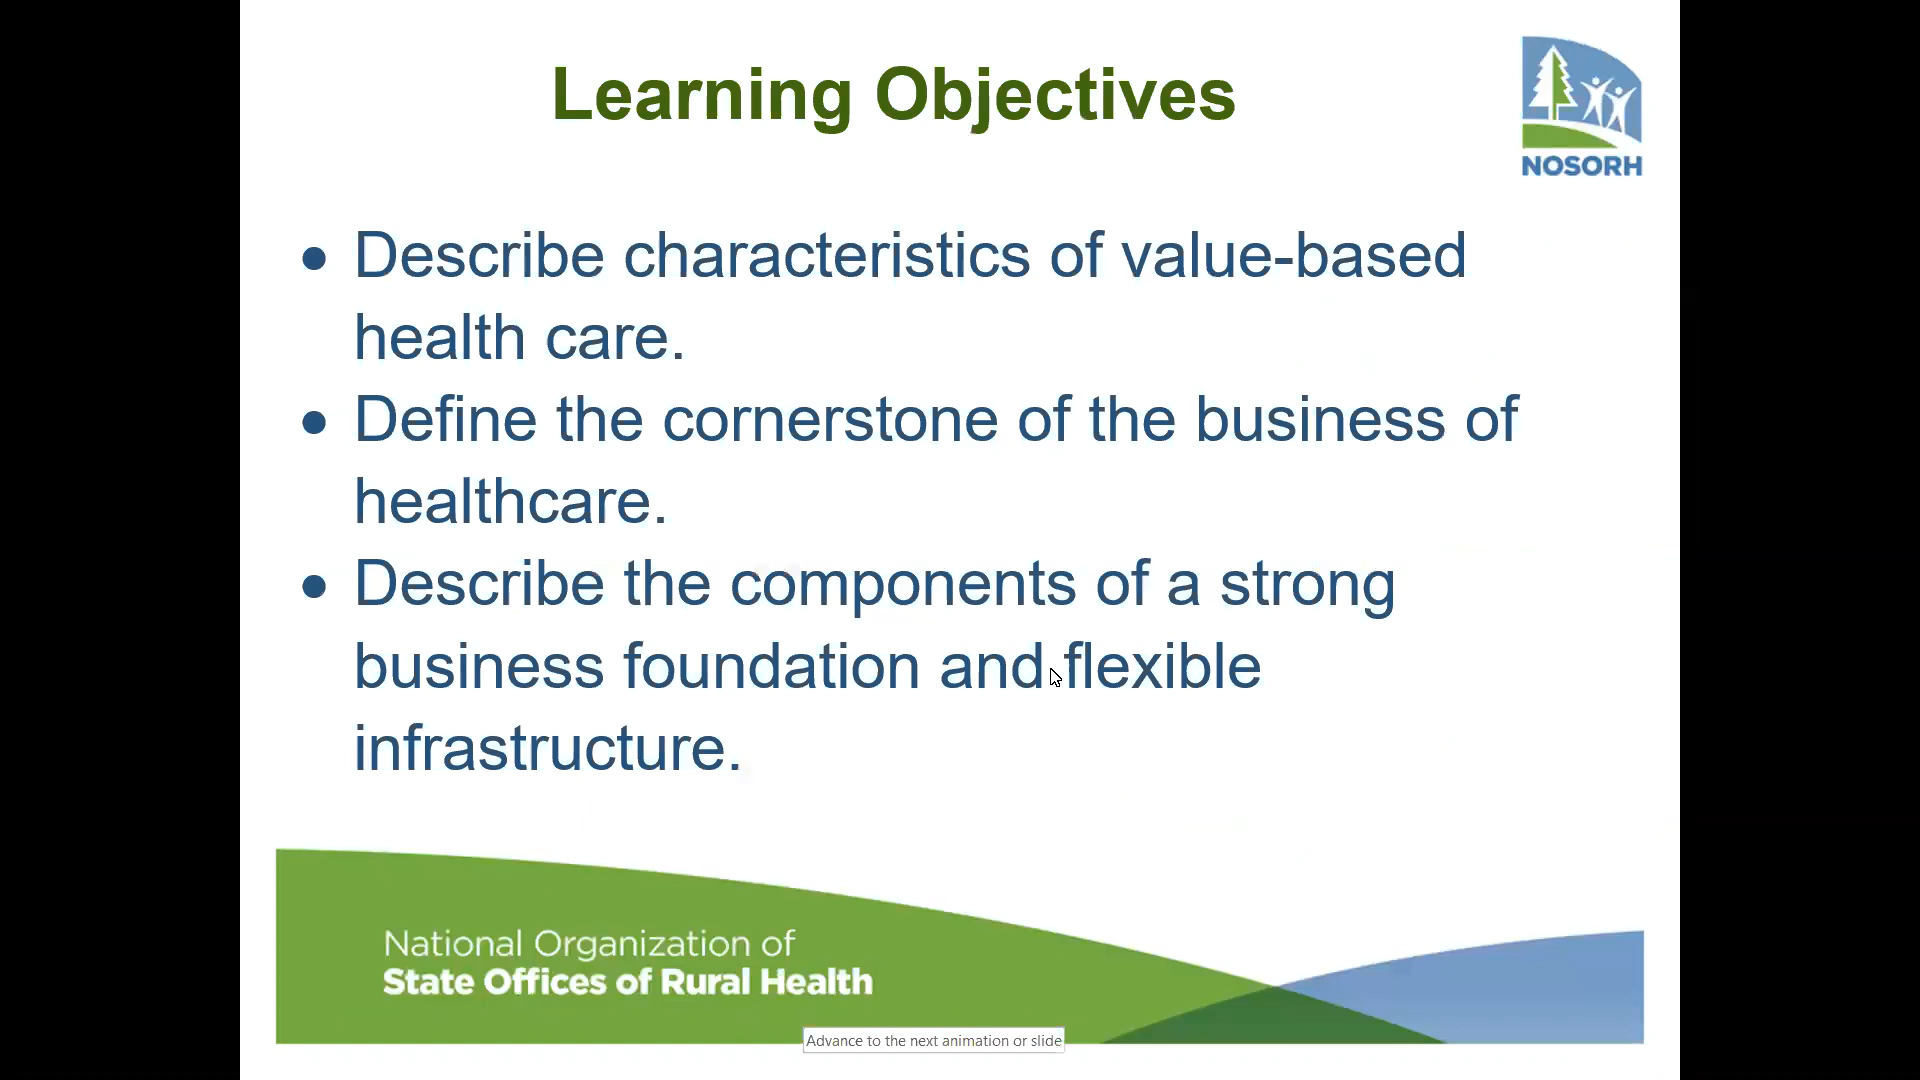 Learning Objectives
NOSORH
• Describe characteristics of value-based
health care.
• Define the cornerstone of the business of
healthcare.
• Describe the components of a strong
business foundation and flexible
infrastructure.
National Organization of
State Offices of Rural Health
Advance to the next animation or slide